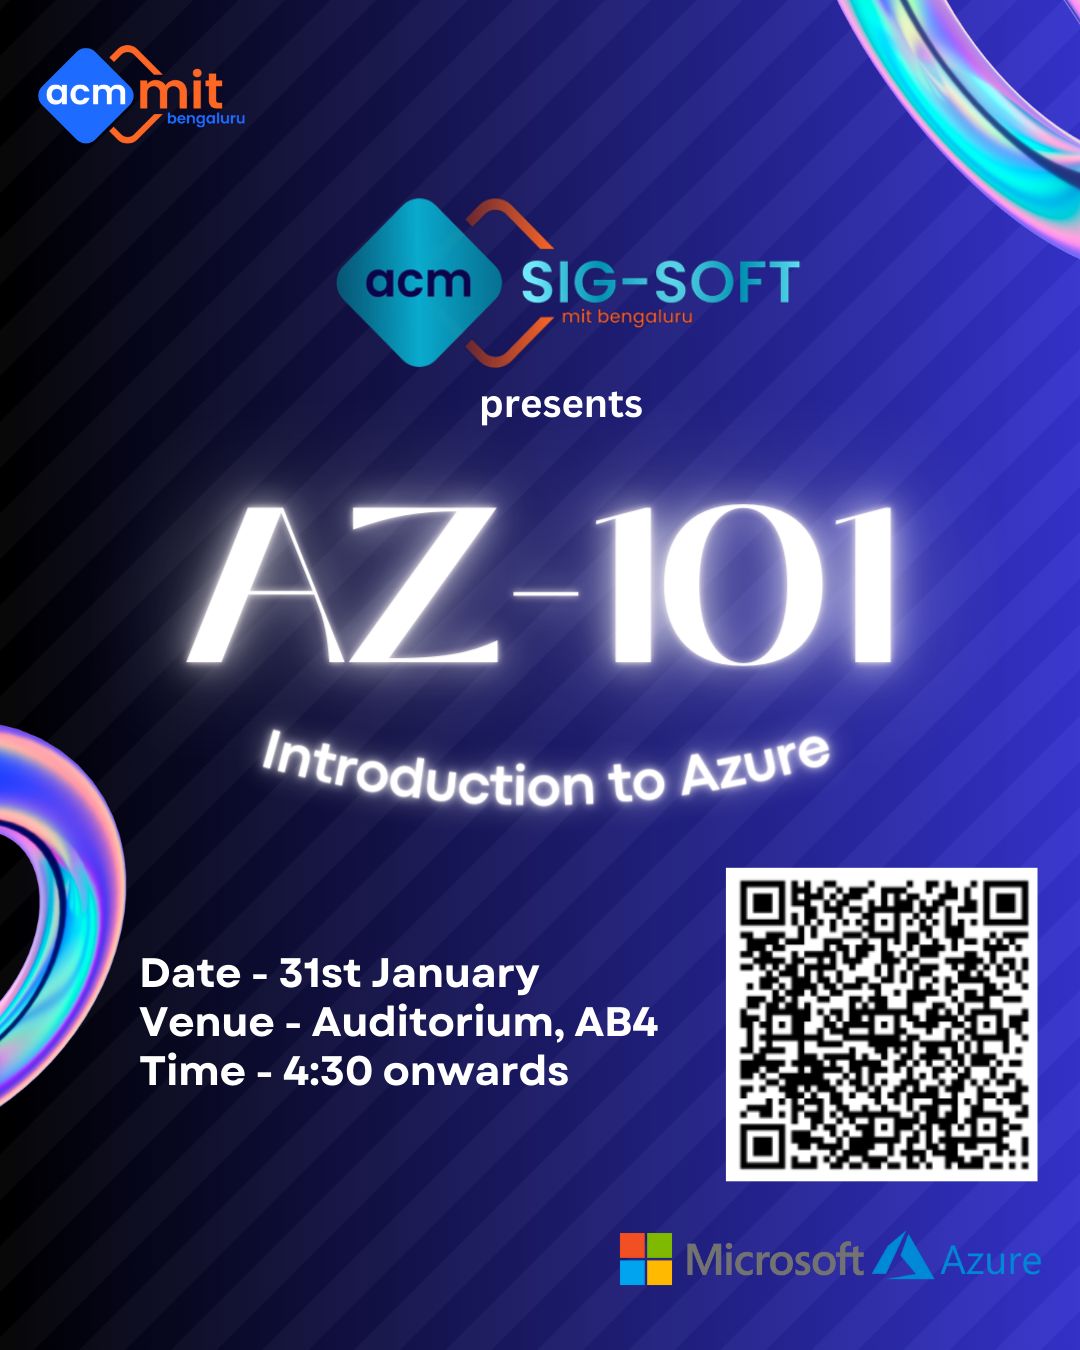 acm mit
bengaluru
acm SIG-SOFT
mit bengaluru
presents
AZ-101
Introduction to Azure
Date - 31st January
Venue - Auditorium, AB4
Time - 4:30 onwards
Microsoft Azure